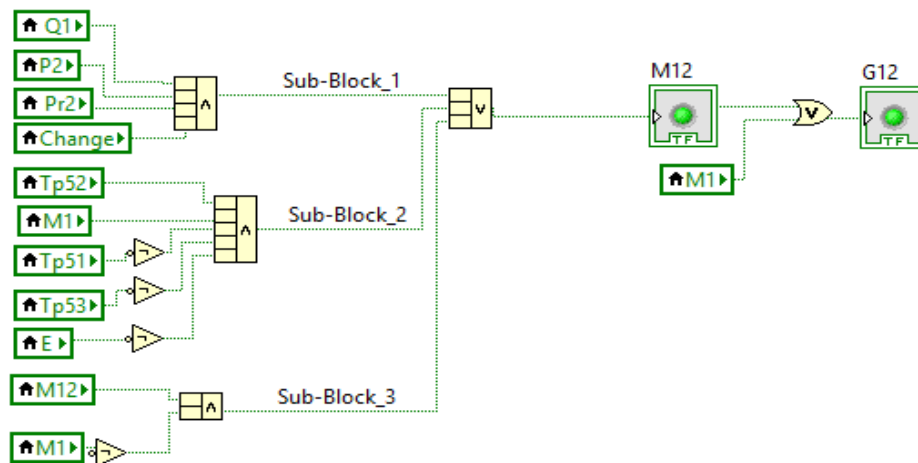 Q1
P2
Pr2
Change
Sub-Block_1
M12
TF
G12
TF
M1
Tp52
M1
Tp51
Tp53
E
Sub-Block_2
M12
M1
Sub-Block_3